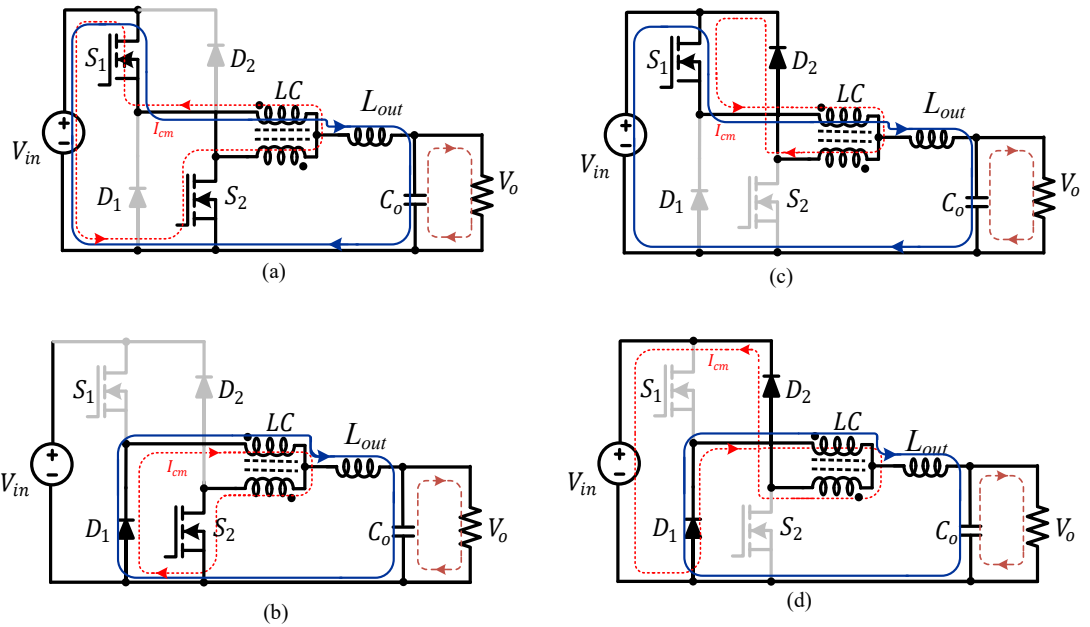 S1 D2 LC Lout
Icm
Vin D1 S2 Co Vo
(a)
S1 D2 LC Lout
Icm
Vin D1 S2 Co Vo
(c)
S1 D2 LC Lout
Icm
Vin D1 S2 Co Vo
(b)
Icm
S1 D2 LC Lout
Vin D1 S2 Co Vo
(d)